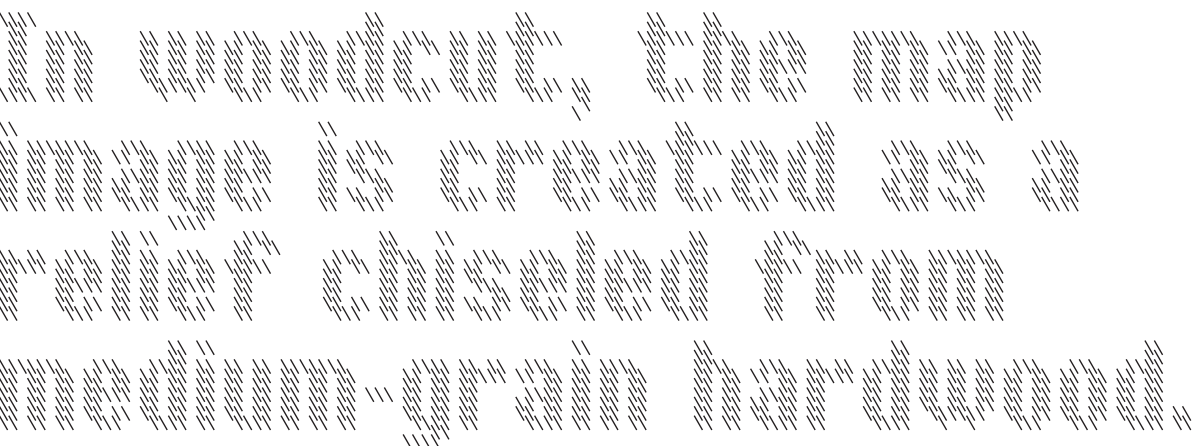 In woodcut, the map
image is created as a
relief chiseled from
medium-grain hardwood.